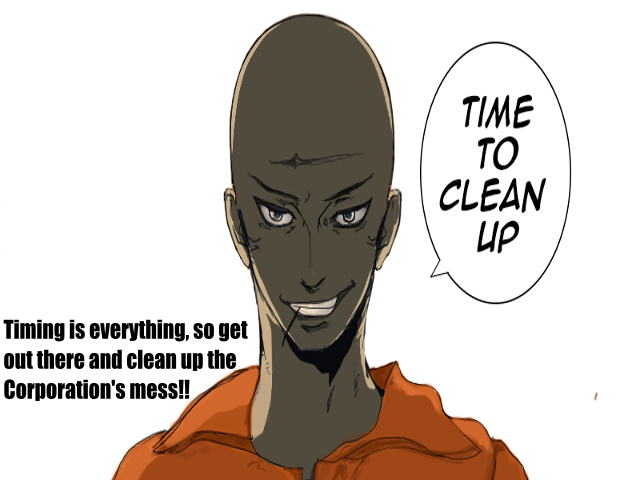 TIME
TO
CLEAN
UP
Timing is everything, so get
out there and clean up the
Corporation's mess!!